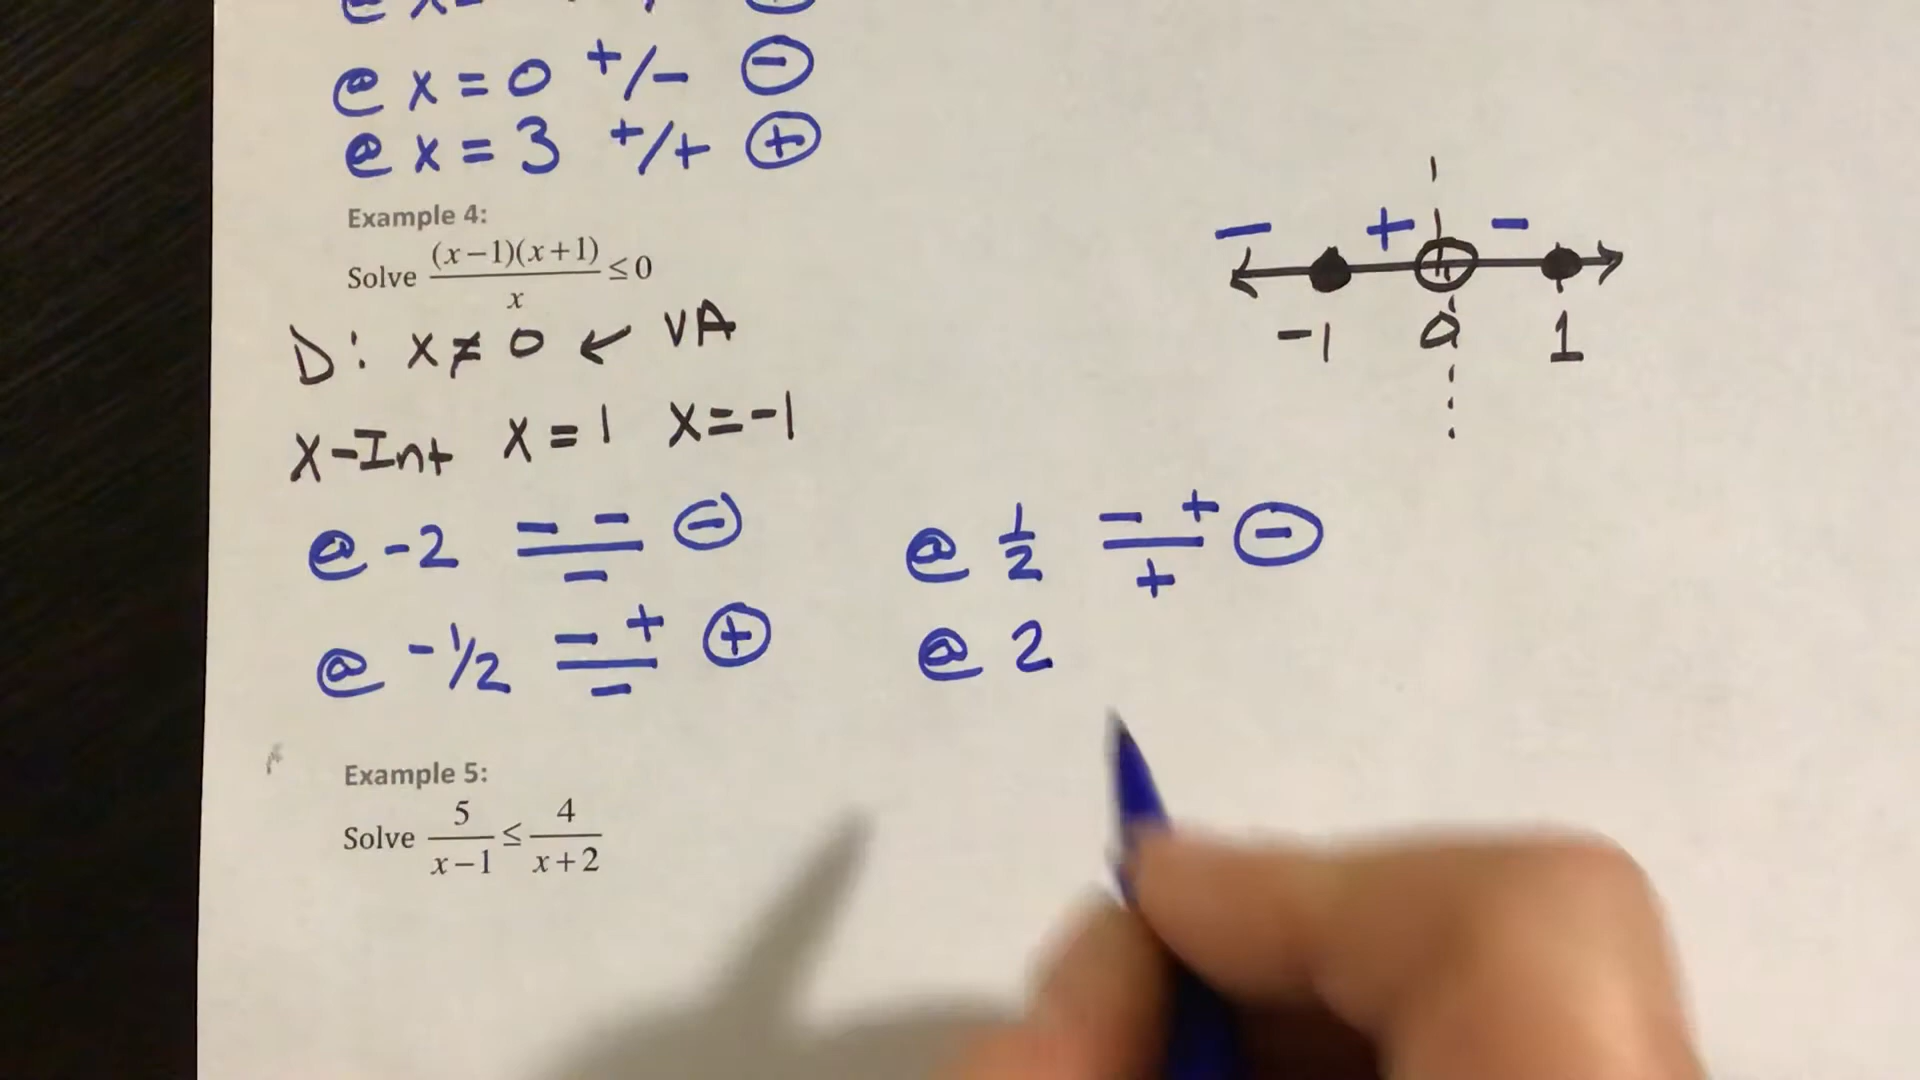 @ x = 0 +/- ⊖
@ x = 3 +/+ ⊕
Example 4:
Solve (x−1)(x+1)/x ≤ 0
D: x ≠ 0 ← VA
X-Int x = 1 x = -1
- + -
-1 0 1
@ -2 - - / - ⊖
@ -1/2 - + / - ⊕
@ 1/2 - + / + ⊖
@ 2
Example 5:
Solve 5/(x−1) ≤ 4/(x+2)